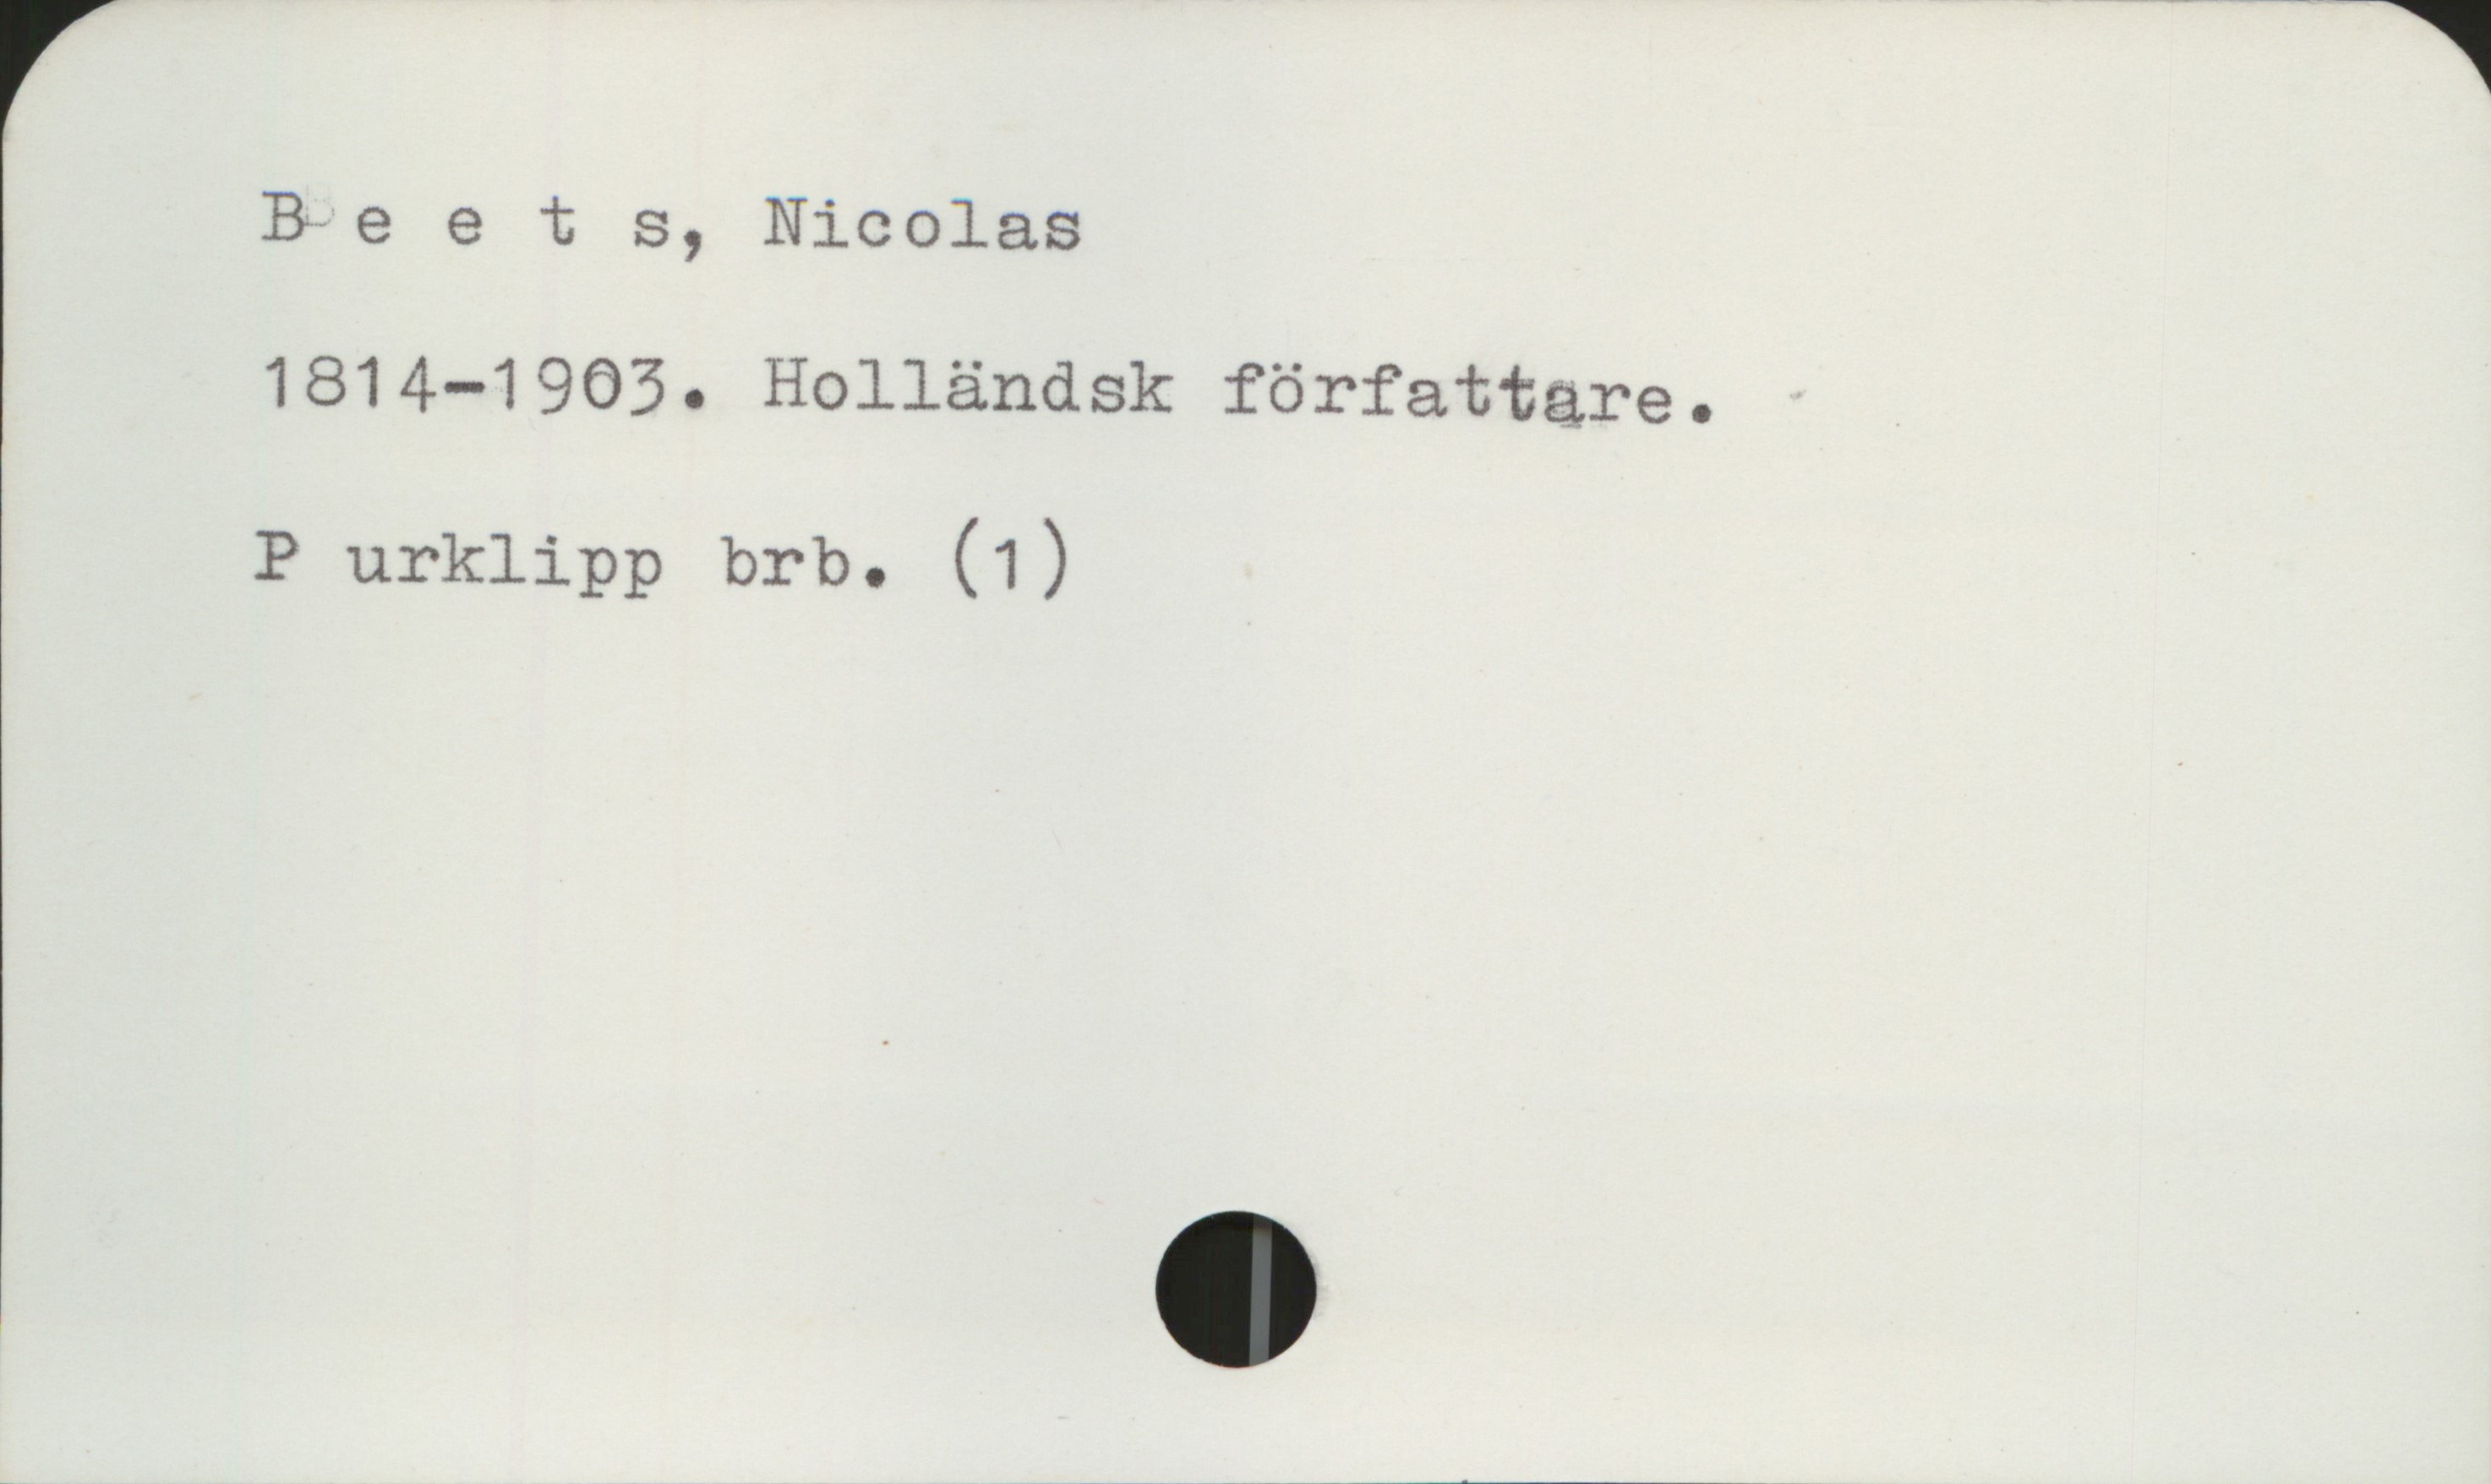 B e e t s, Nicolas
1814-1903. Holländsk författare.
P urklipp brb. (1)